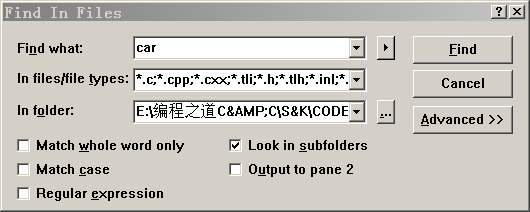 Find In Files
Find what:
car
Find
In files/file types:
*.c;*.cpp;*.cxx;*.tli;*.h;*.tlh;*.inl;*.
Cancel
In folder:
E:\编程之道C&AMP;C\S&K\CODE
...
Advanced >>
Match whole word only
Look in subfolders
Match case
Output to pane 2
Regular expression